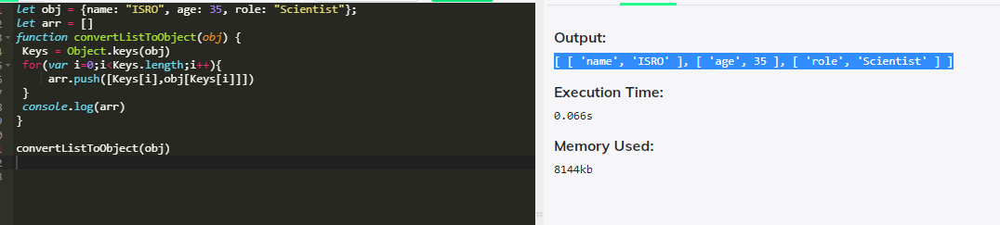 let obj = {name: "ISRO", age: 35, role: "Scientist"};
let arr = []
function convertListToObject(obj) {
Keys = Object.keys(obj)
for(var i=0;i<Keys.length;i++){
arr.push([Keys[i],obj[Keys[i]]])
}
console.log(arr)
}
convertListToObject(obj)
Output:
[ [ 'name', 'ISRO' ], [ 'age', 35 ], [ 'role', 'Scientist' ] ]
Execution Time:
0.066s
Memory Used:
8144kb